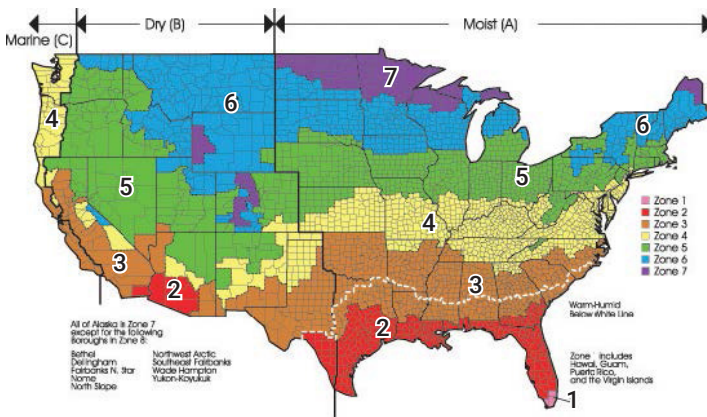 Marine (C) Dry (B) Moist (A)
7
6
6
4
5
5
4
Zone 1
Zone 2
Zone 3
Zone 4
Zone 5
Zone 6
Zone 7
3
2
3
2
Warm-Humid
Below White Line
All of Alaska is Zone 7
except for the following
Boroughs in Zone 8:
Bethel
Dellingham
Fairbanks N. Star
Nome
North Slope
Northwest Arctic
Southeast Fairbanks
Wade Hampton
Yukon-Koyukuk
Zone includes
Hawaii, Guam,
Puerto Rico,
and the Virgin Islands
1